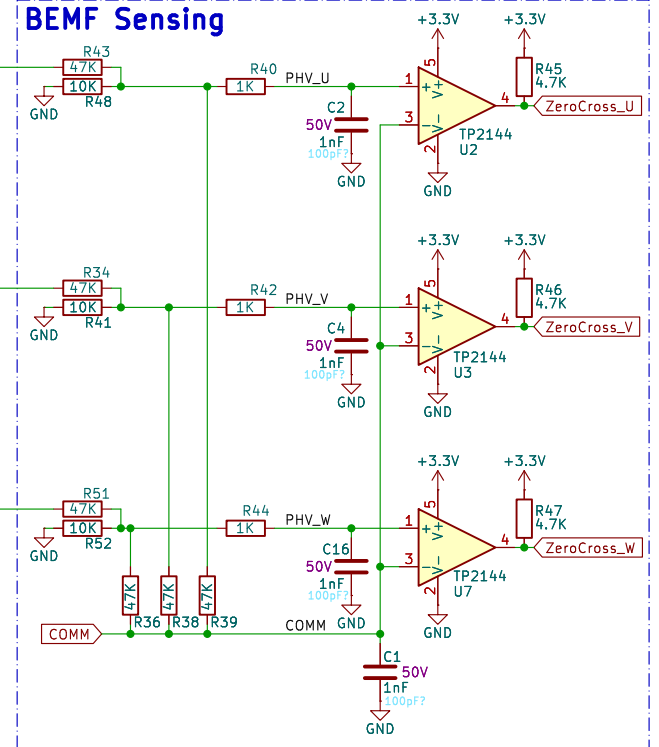 BEMF Sensing
+3.3V +3.3V
R43
47K
10K
R48
GND
R40
1K
PHV_U
C2
50V
1nF
100pF?
GND
1
3
5
2
4
+
-
V+
V-
TP2144
U2
GND
R45
4.7K
ZeroCross_U
+3.3V +3.3V
R34
47K
10K
R41
GND
R42
1K
PHV_V
C4
50V
1nF
100pF?
GND
1
3
5
2
4
+
-
V+
V-
TP2144
U3
GND
R46
4.7K
ZeroCross_V
+3.3V +3.3V
R51
47K
10K
R52
GND
R44
1K
PHV_W
C16
50V
1nF
100pF?
GND
1
3
5
2
4
+
-
V+
V-
TP2144
U7
GND
R47
4.7K
ZeroCross_W
47K 47K 47K
R36 R38 R39
COMM
COMM
C1
50V
1nF
100pF?
GND